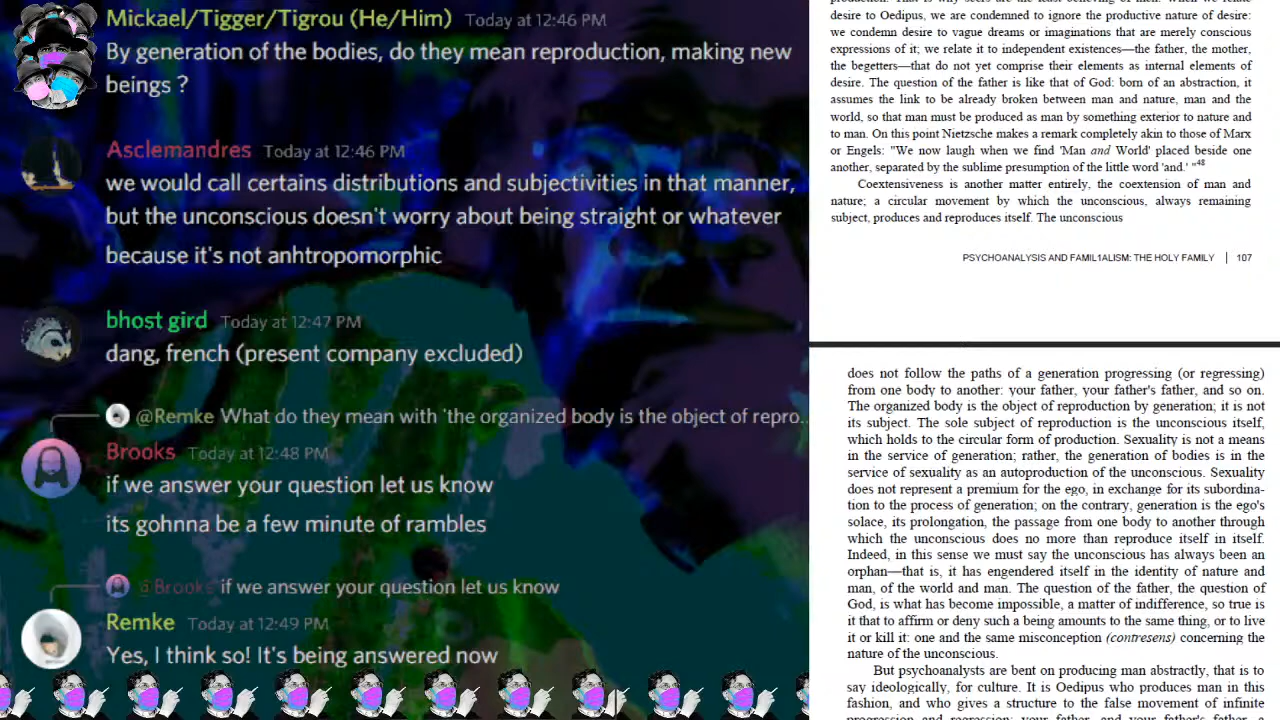 Mickael/Tigger/Tigrou (He/Him) Today at 12:46 PM
By generation of the bodies, do they mean reproduction, making new
beings ?
Asclemandres Today at 12:46 PM
we would call certains distributions and subjectivities in that manner,
but the unconscious doesn't worry about being straight or whatever
because it's not anhtropomorphic
bhost gird Today at 12:47 PM
dang, french (present company excluded)
@Remke What do they mean with 'the organized body is the object of repro...
Brooks Today at 12:48 PM
if we answer your question let us know
its gohnna be a few minute of rambles
@Brooks if we answer your question let us know
Remke Today at 12:49 PM
Yes, I think so! It's being answered now
desire to Oedipus, we are condemned to ignore the productive nature of desire:
we condemn desire to vague dreams or imaginations that are merely conscious
expressions of it; we relate it to independent existences—the father, the mother,
the begetters—that do not yet comprise their elements as internal elements of
desire. The question of the father is like that of God: born of an abstraction, it
assumes the link to be already broken between man and nature, man and the
world, so that man must be produced as man by something exterior to nature and
to man. On this point Nietzsche makes a remark completely akin to those of Marx
or Engels: "We now laugh when we find 'Man and World' placed beside one
another, separated by the sublime presumption of the little word 'and.' "48
Coextensiveness is another matter entirely, the coextension of man and
nature; a circular movement by which the unconscious, always remaining
subject, produces and reproduces itself. The unconscious
PSYCHOANALYSIS AND FAMIL1ALISM: THE HOLY FAMILY | 107
does not follow the paths of a generation progressing (or regressing)
from one body to another: your father, your father's father, and so on.
The organized body is the object of reproduction by generation; it is not
its subject. The sole subject of reproduction is the unconscious itself,
which holds to the circular form of production. Sexuality is not a means
in the service of generation; rather, the generation of bodies is in the
service of sexuality as an autoproduction of the unconscious. Sexuality
does not represent a premium for the ego, in exchange for its subordina-
tion to the process of generation; on the contrary, generation is the ego's
solace, its prolongation, the passage from one body to another through
which the unconscious does no more than reproduce itself in itself.
Indeed, in this sense we must say the unconscious has always been an
orphan—that is, it has engendered itself in the identity of nature and
man, of the world and man. The question of the father, the question of
God, is what has become impossible, a matter of indifference, so true is
it that to affirm or deny such a being amounts to the same thing, or to live
it or kill it: one and the same misconception (contresens) concerning the
nature of the unconscious.
But psychoanalysts are bent on producing man abstractly, that is to
say ideologically, for culture. It is Oedipus who produces man in this
fashion, and who gives a structure to the false movement of infinite
progression and regression: your father, and your father's father, a